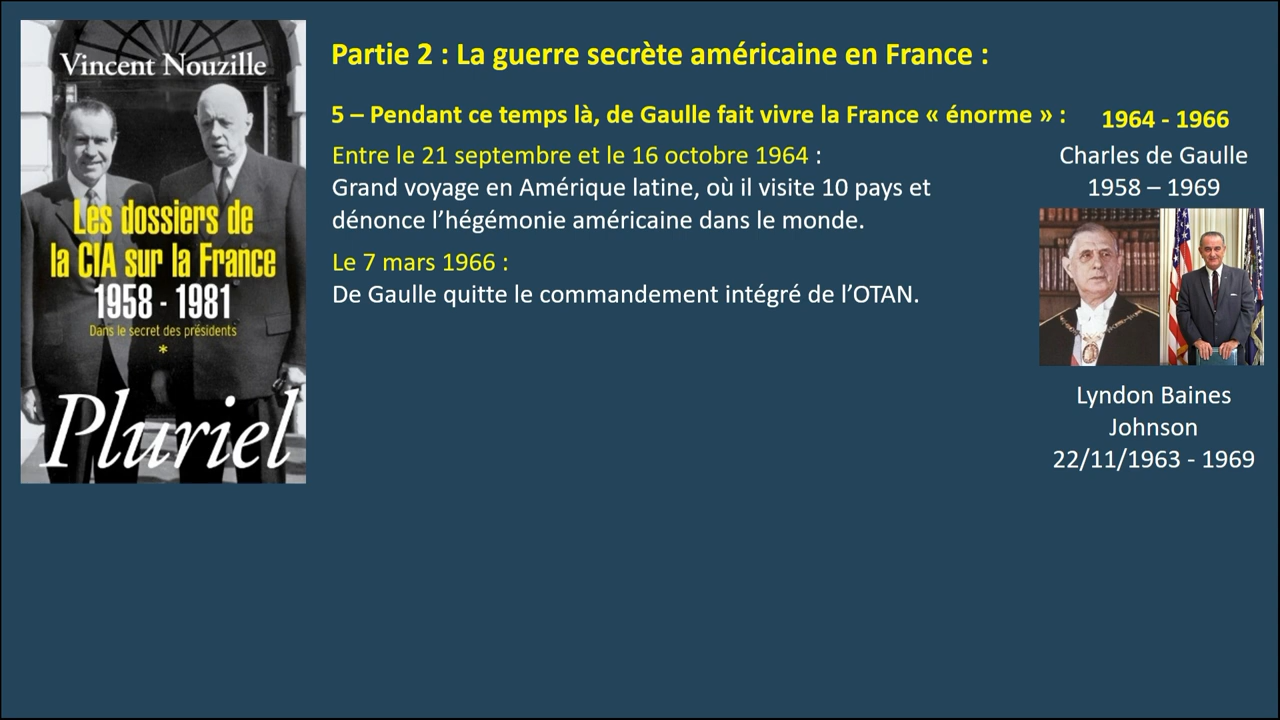 Vincent Nouzille
Les dossiers de
la CIA sur la France
1958 - 1981
Dans le secret des présidents
*
Pluriel
Partie 2 : La guerre secrète américaine en France :
5 – Pendant ce temps là, de Gaulle fait vivre la France « énorme » :
Entre le 21 septembre et le 16 octobre 1964 :
Grand voyage en Amérique latine, où il visite 10 pays et
dénonce l’hégémonie américaine dans le monde.
Le 7 mars 1966 :
De Gaulle quitte le commandement intégré de l’OTAN.
1964 - 1966
Charles de Gaulle
1958 – 1969
Lyndon Baines
Johnson
22/11/1963 - 1969